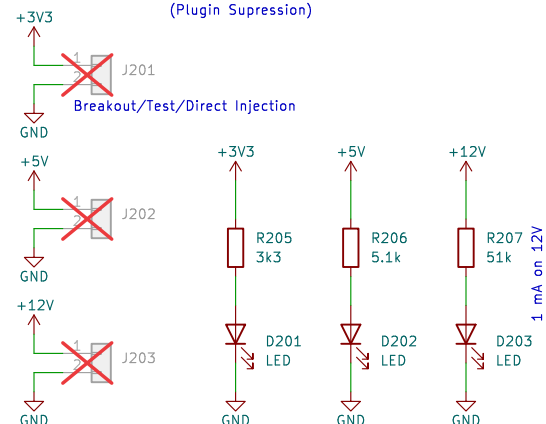 (Plugin Supression)
+3V3
1
2
J201
Breakout/Test/Direct Injection
GND
+5V
1
2
J202
GND
+12V
1
2
J203
GND
+3V3
R205
3k3
D201
LED
GND
+5V
R206
5.1k
D202
LED
GND
+12V
R207
51k
D203
LED
GND
1 mA on 12V